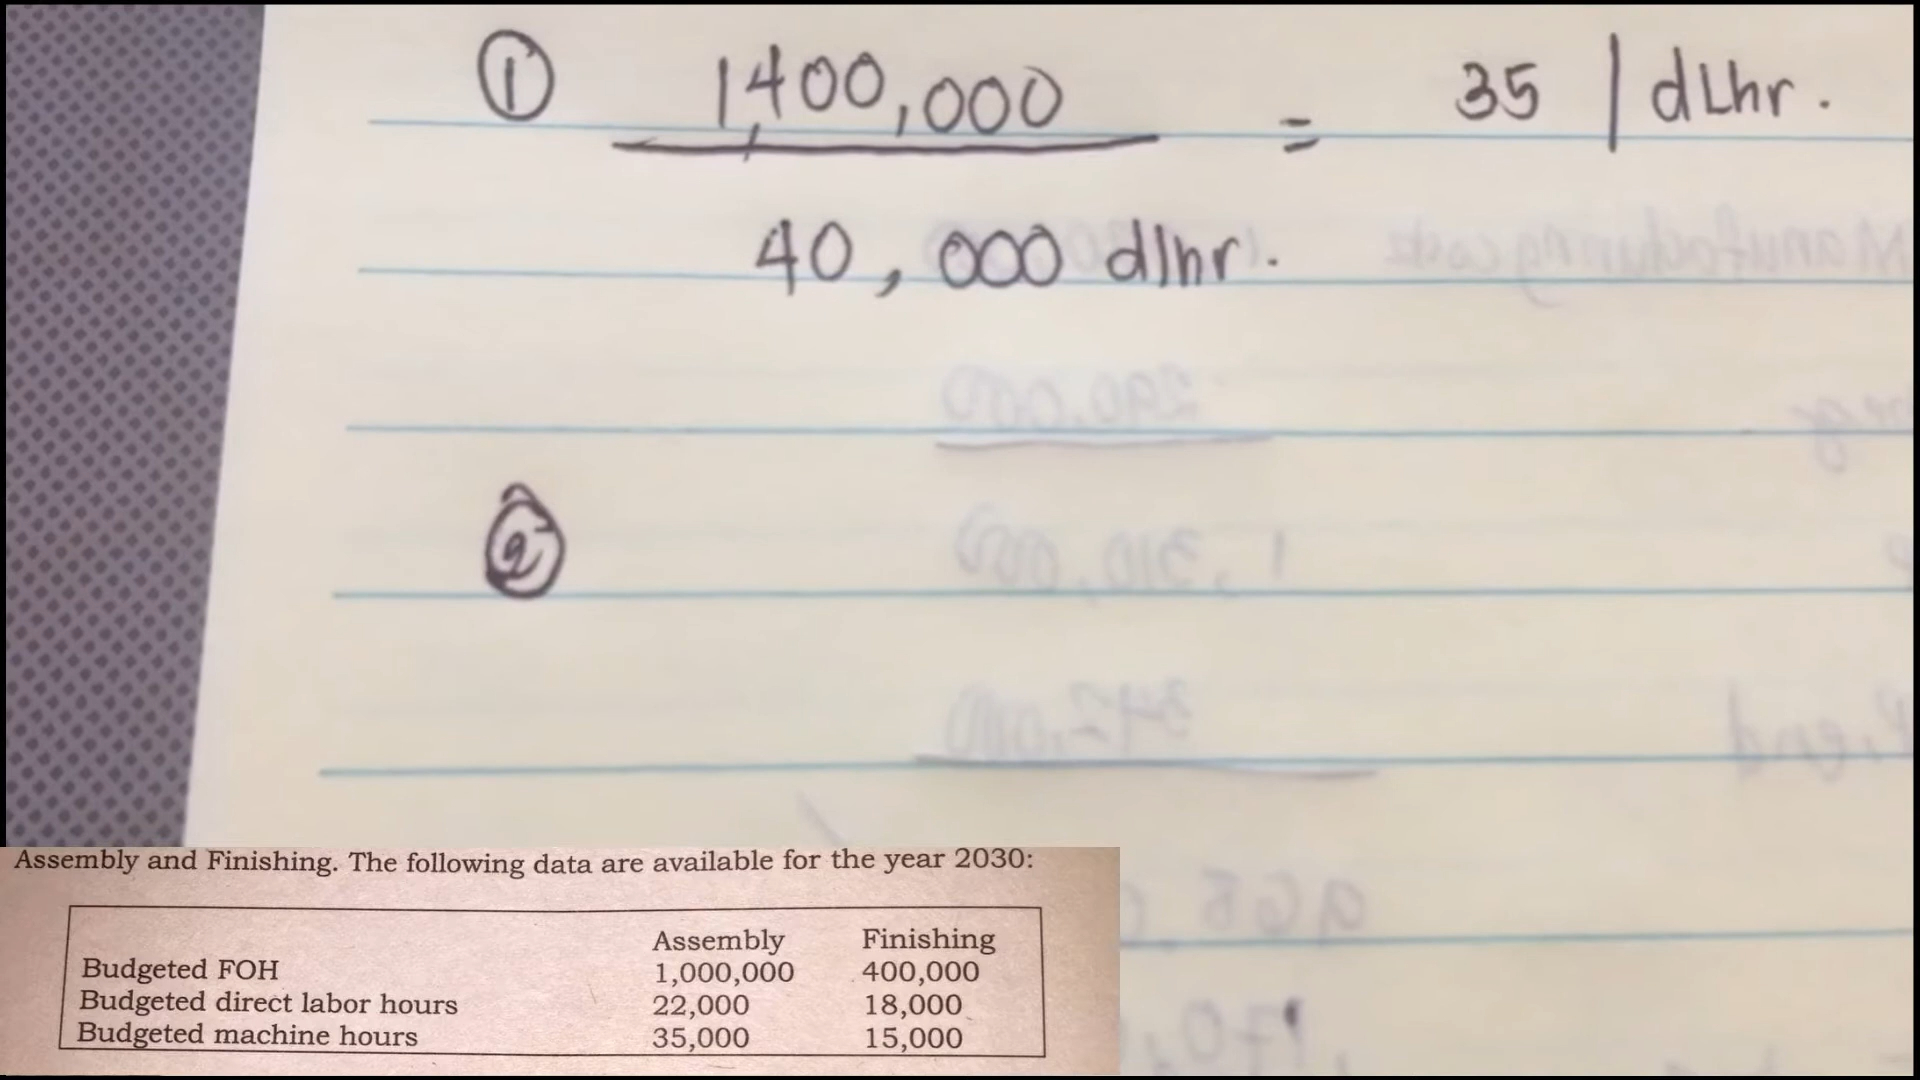 ① 1,400,000 = 35 | dLhr.
40,000 dlhr.
②
Assembly and Finishing. The following data are available for the year 2030:
Assembly Finishing
Budgeted FOH 1,000,000 400,000
Budgeted direct labor hours 22,000 18,000
Budgeted machine hours 35,000 15,000